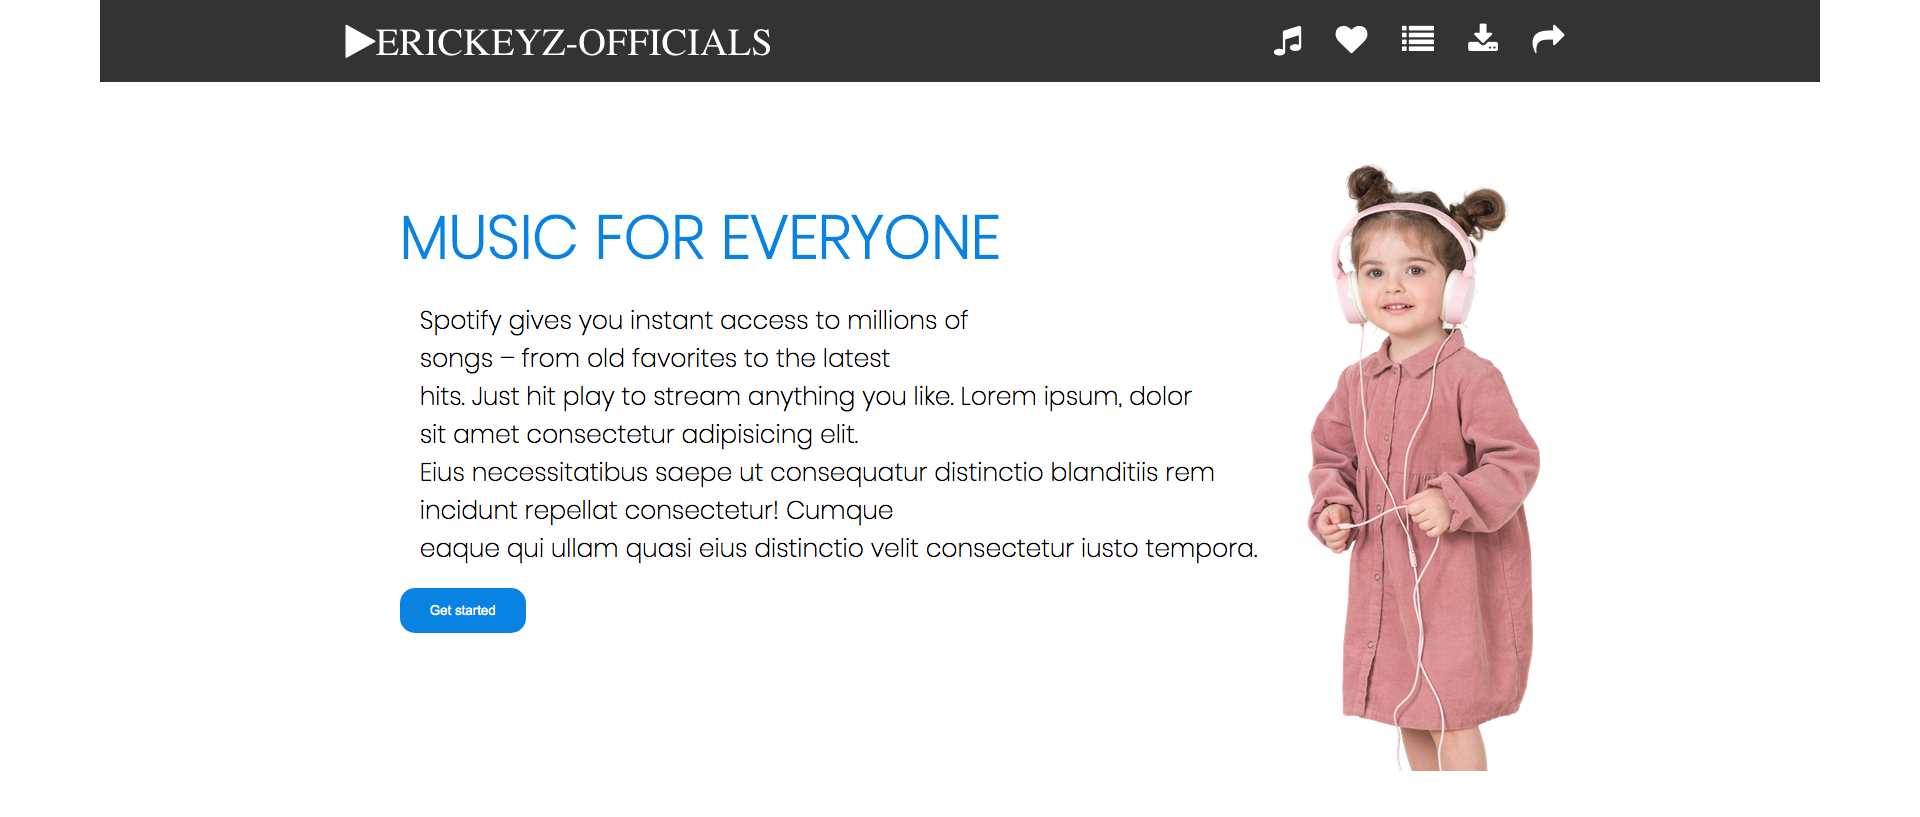 ERICKEYZ-OFFICIALS
MUSIC FOR EVERYONE
Spotify gives you instant access to millions of
songs – from old favorites to the latest
hits. Just hit play to stream anything you like. Lorem ipsum, dolor
sit amet consectetur adipisicing elit.
Eius necessitatibus saepe ut consequatur distinctio blanditiis rem
incidunt repellat consectetur! Cumque
eaque qui ullam quasi eius distinctio velit consectetur iusto tempora.
Get started